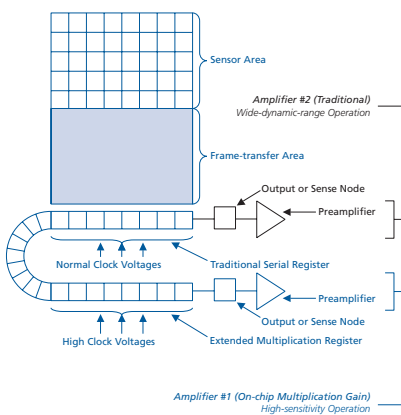 Sensor Area
Amplifier #2 (Traditional)
Wide-dynamic-range Operation
Frame-transfer Area
Output or Sense Node
Preamplifier
Normal Clock Voltages
Traditional Serial Register
Preamplifier
Output or Sense Node
High Clock Voltages
Extended Multiplication Register
Amplifier #1 (On-chip Multiplication Gain)
High-sensitivity Operation